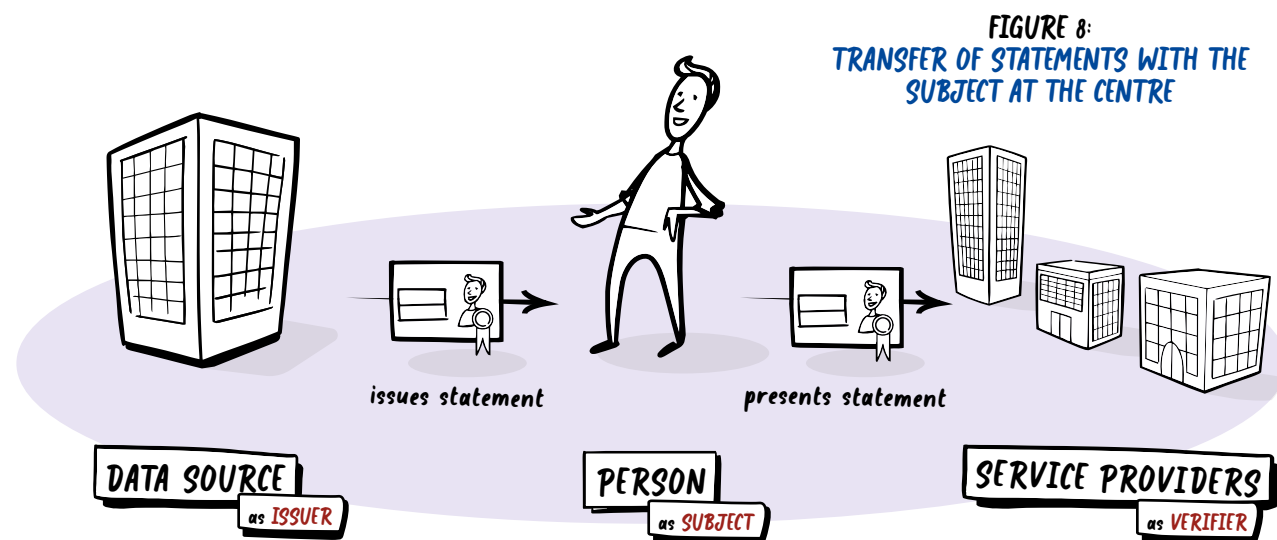 FIGURE 8:
TRANSFER OF STATEMENTS WITH THE
SUBJECT AT THE CENTRE
issues statement
presents statement
DATA SOURCE
as ISSUER
PERSON
as SUBJECT
SERVICE PROVIDERS
as VERIFIER